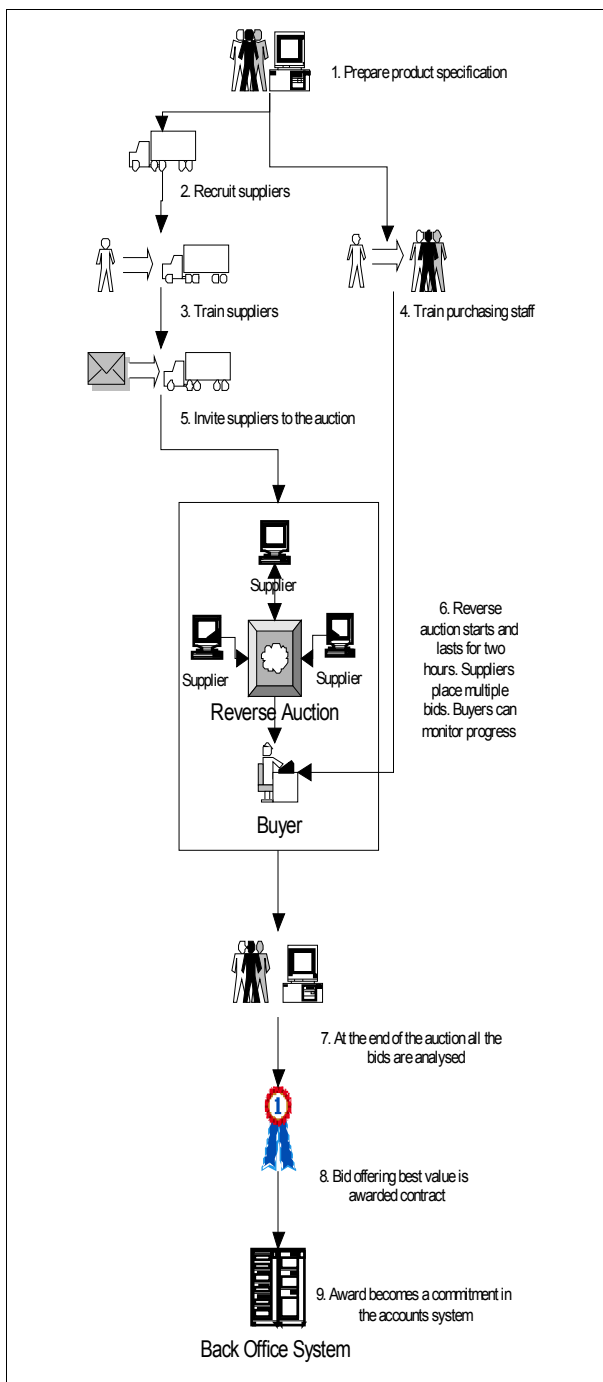 1. Prepare product specification
2. Recruit suppliers
3. Train suppliers
4. Train purchasing staff
5. Invite suppliers to the auction
Supplier
Supplier
Supplier
Reverse Auction
Buyer
6. Reverse
auction starts and
lasts for two
hours. Suppliers
place multiple
bids. Buyers can
monitor progress
7. At the end of the auction all the
bids are analysed
1
8. Bid offering best value is
awarded contract
9. Award becomes a commitment in
the accounts system
Back Office System